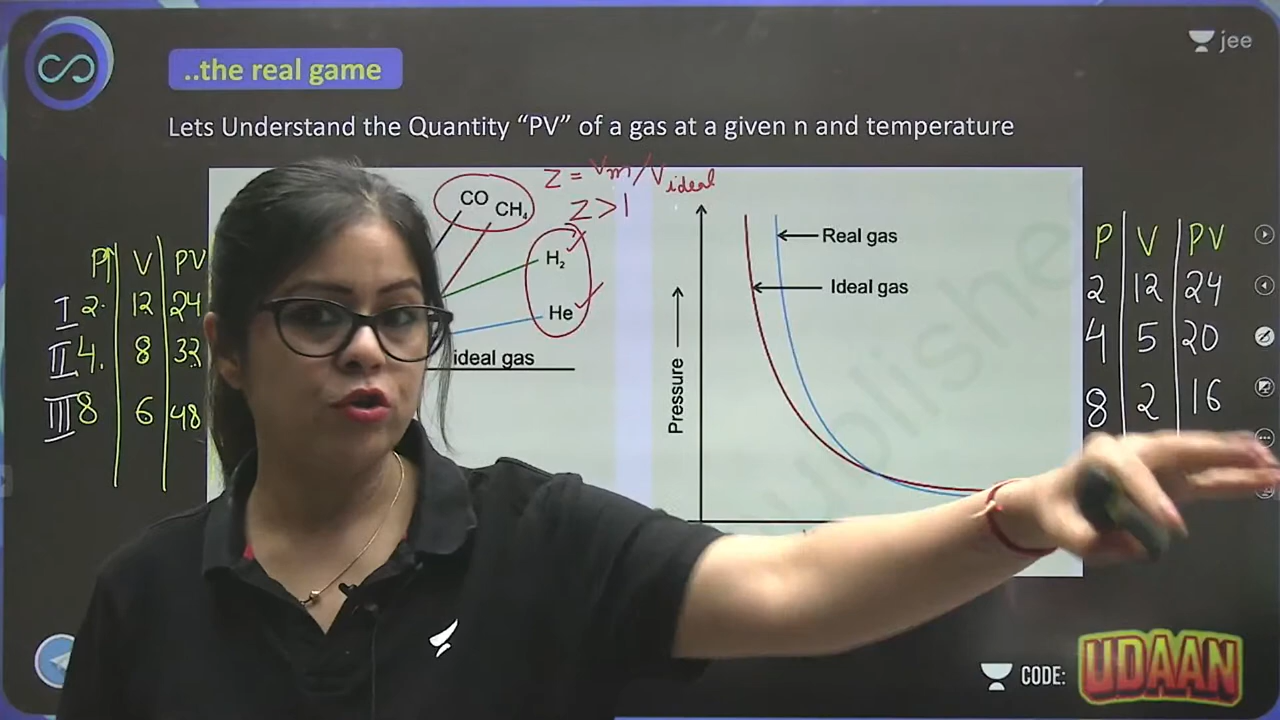 ..the real game
jee
Lets Understand the Quantity “PV” of a gas at a given n and temperature
Z = Vm/Videal
Z > 1
CO
CH4
H2
He
ideal gas
P↑ V PV
I 2 12 24
II 4 8 32
III 8 6 48
Pressure
Real gas
Ideal gas
P V PV
2 12 24
4 5 20
8 2 16
CODE:
UDAAN